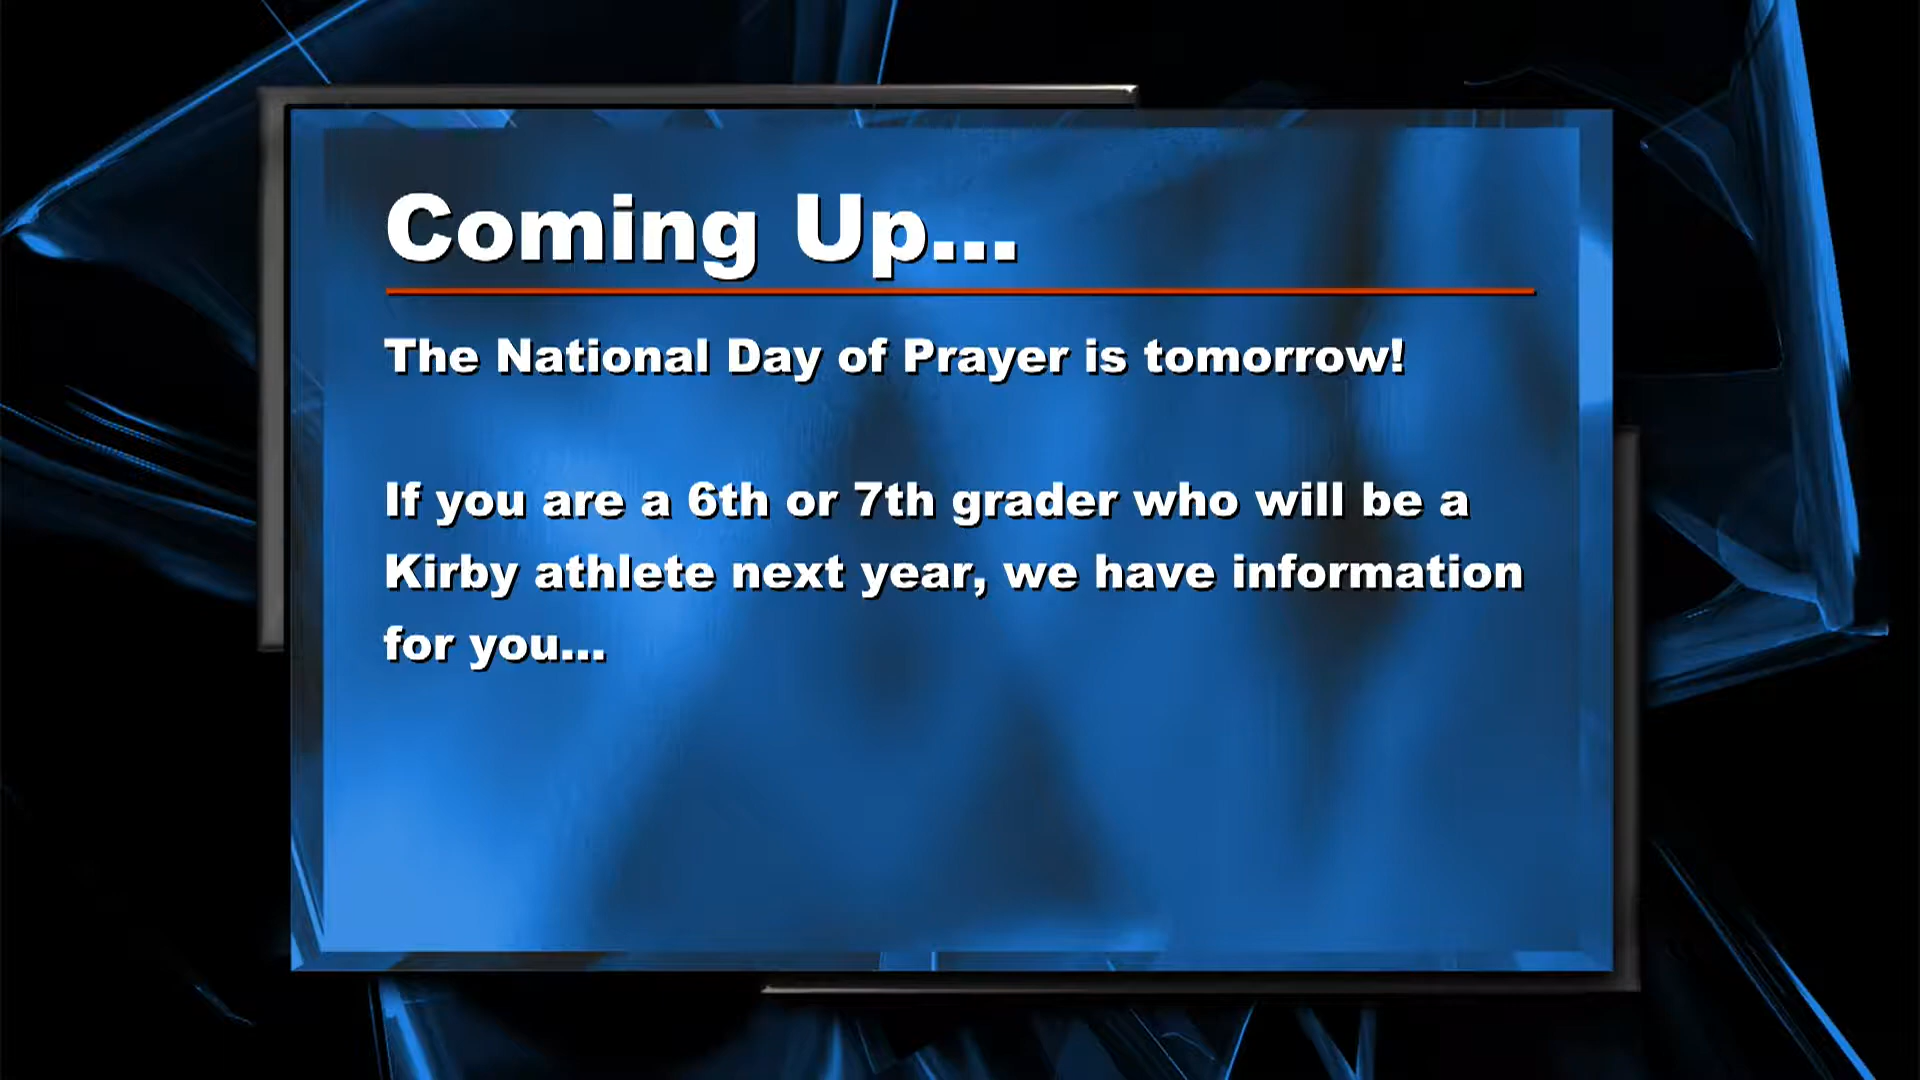 Coming Up...
The National Day of Prayer is tomorrow!
If you are a 6th or 7th grader who will be a
Kirby athlete next year, we have information
for you...